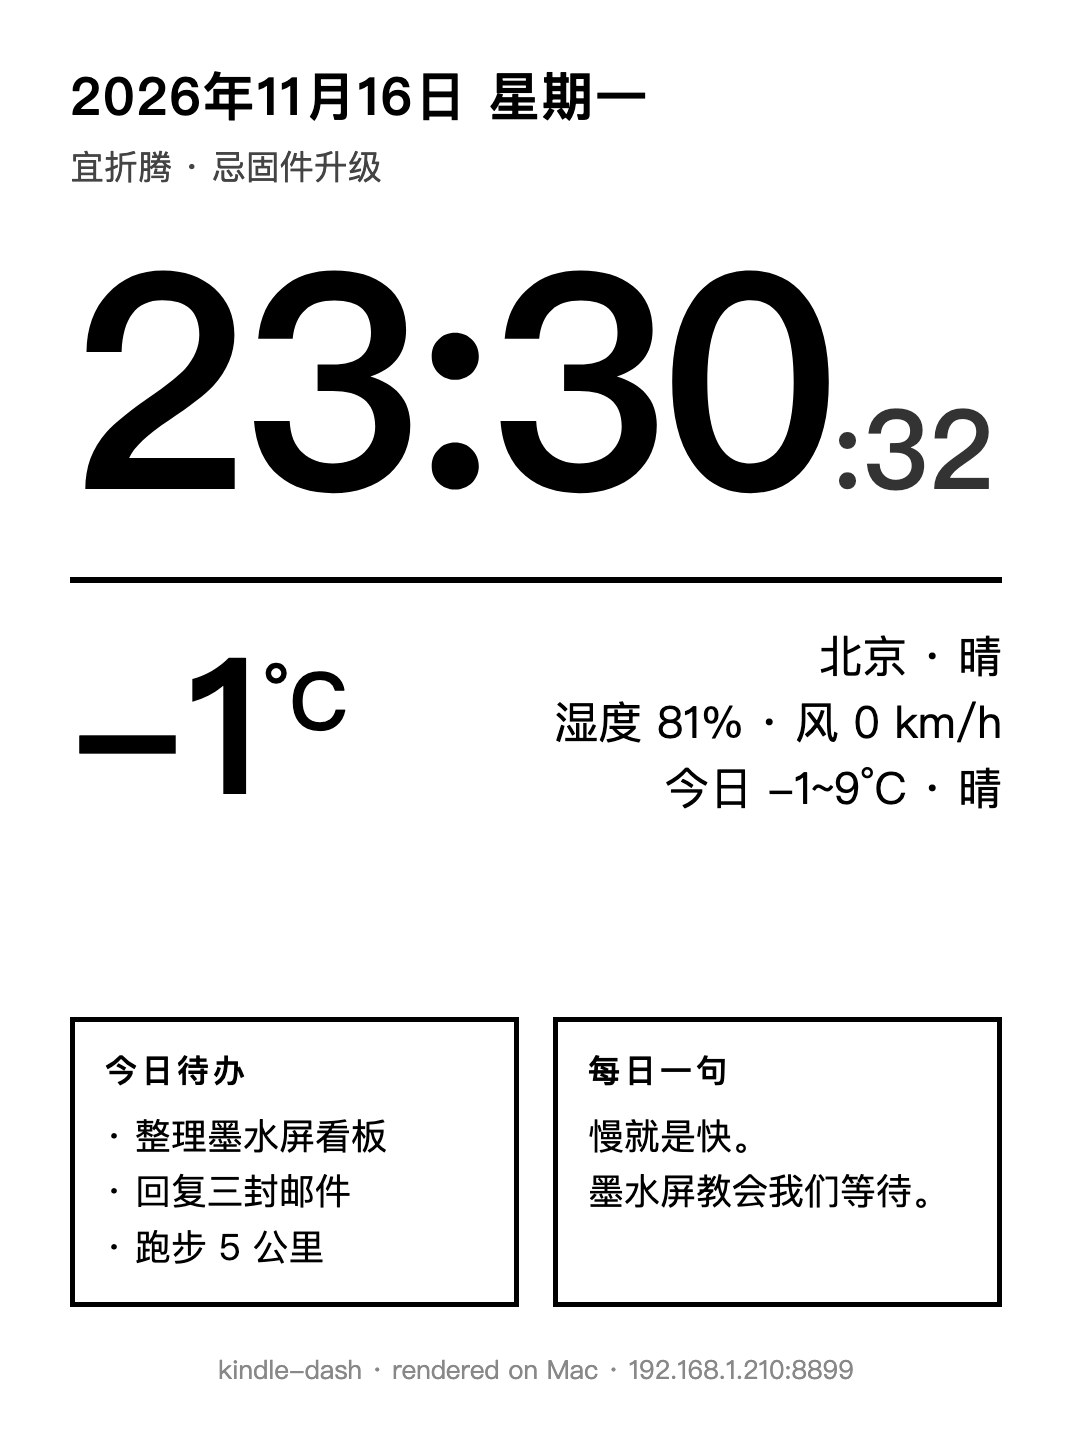 2026年11月16日 星期一
宜折腾 · 忌固件升级
23:30:32
–1°C
北京 · 晴
湿度 81% · 风 0 km/h
今日 –1~9°C · 晴
今日待办
· 整理墨水屏看板
· 回复三封邮件
· 跑步 5 公里
每日一句
慢就是快。
墨水屏教会我们等待。
kindle–dash · rendered on Mac · 192.168.1.210:8899